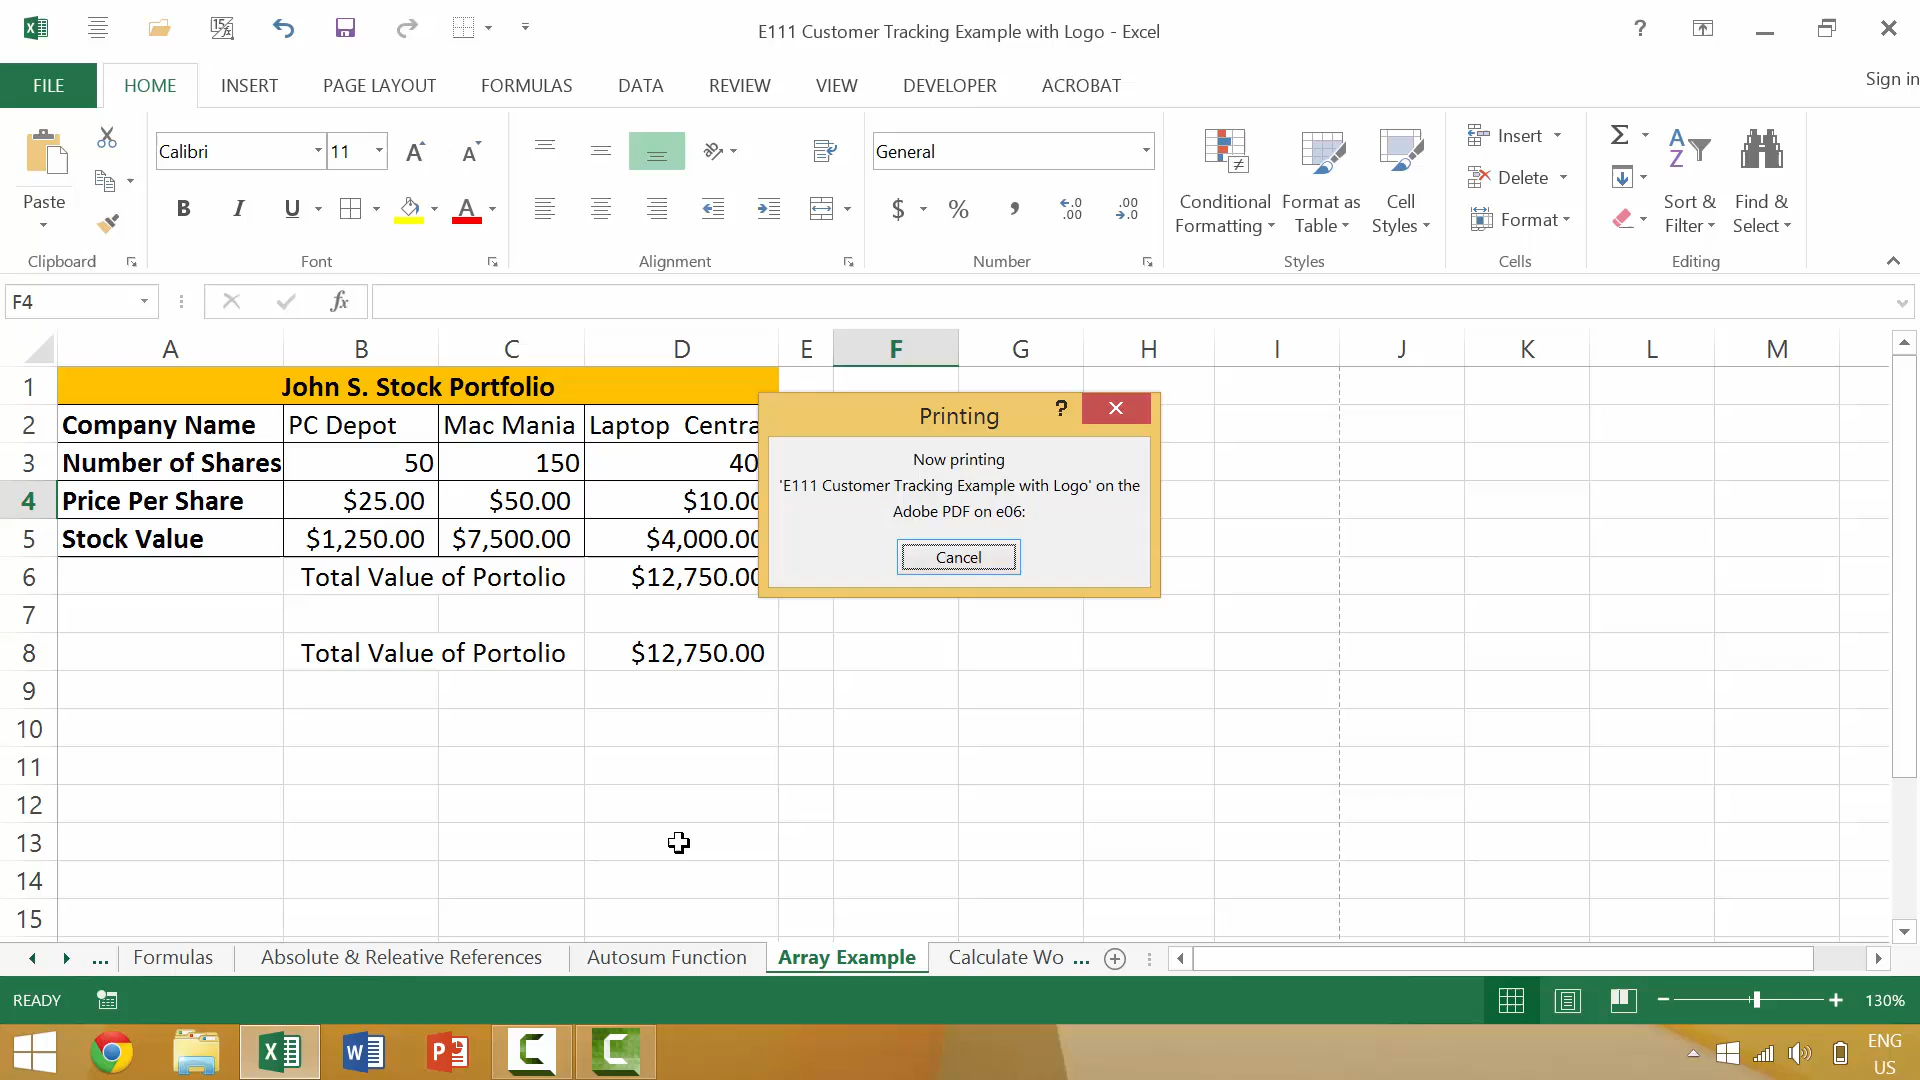 E111 Customer Tracking Example with Logo - Excel
?
Sign in
FILE HOME INSERT PAGE LAYOUT FORMULAS DATA REVIEW VIEW DEVELOPER ACROBAT
Paste
Calibri 11
General
Conditional Formatting
Format as Table
Cell Styles
Insert
Delete
Format
Sort & Filter
Find & Select
B I U A
$ % ,
Clipboard Font Alignment Number Styles Cells Editing
F4 fx
A B C D E F G H I J K L M
1 John S. Stock Portfolio
2 Company Name PC Depot Mac Mania Laptop Centra
3 Number of Shares 50 150 40
4 Price Per Share $25.00 $50.00 $10.00
5 Stock Value $1,250.00 $7,500.00 $4,000.00
6 Total Value of Portolio $12,750.00
7
8 Total Value of Portolio $12,750.00
9
10
11
12
13
14
15
Printing ?
Now printing
'E111 Customer Tracking Example with Logo' on the
Adobe PDF on e06:
Cancel
... Formulas Absolute & Releative References Autosum Function Array Example Calculate Wo ...
READY 130%
ENG
US